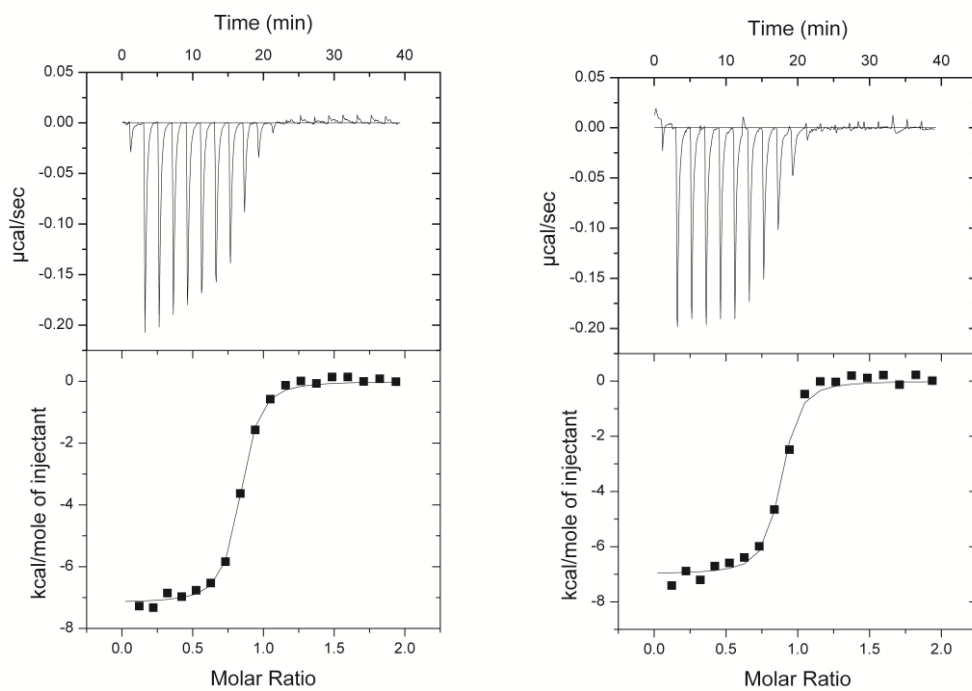 Time (min)
0 10 20 30 40
0.05
0.00
-0.05
-0.10
-0.15
-0.20
µcal/sec
0
-2
-4
-6
-8
kcal/mole of injectant
0.0 0.5 1.0 1.5 2.0
Molar Ratio
Time (min)
0 10 20 30 40
0.05
0.00
-0.05
-0.10
-0.15
-0.20
µcal/sec
0
-2
-4
-6
-8
kcal/mole of injectant
0.0 0.5 1.0 1.5 2.0
Molar Ratio